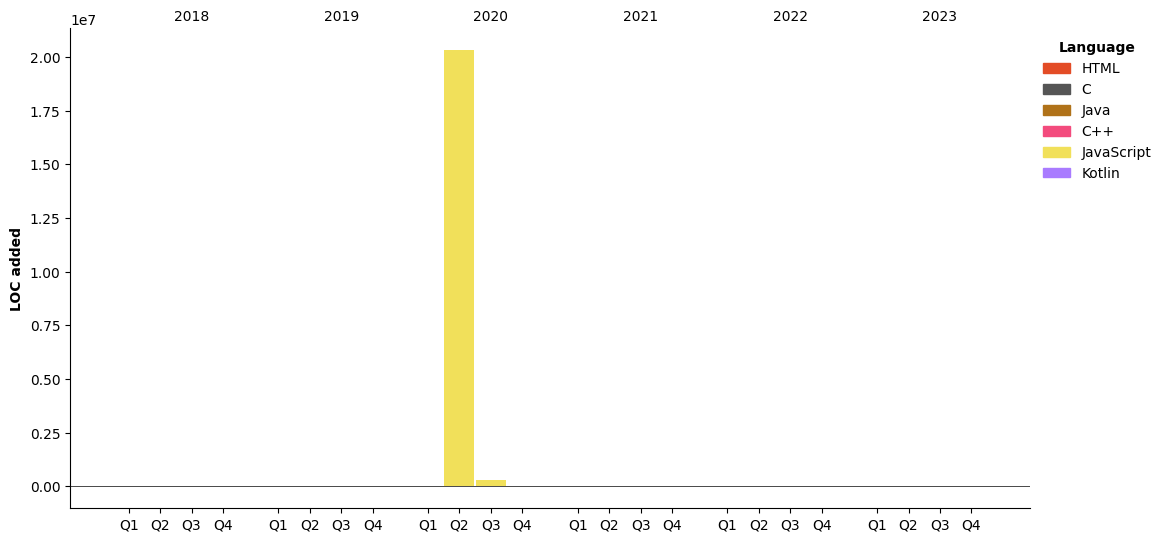 1e7
2018 2019 2020 2021 2022 2023
Language
HTML
C
Java
C++
JavaScript
Kotlin
LOC added
2.00
1.75
1.50
1.25
1.00
0.75
0.50
0.25
0.00
Q1 Q2 Q3 Q4 Q1 Q2 Q3 Q4 Q1 Q2 Q3 Q4 Q1 Q2 Q3 Q4 Q1 Q2 Q3 Q4 Q1 Q2 Q3 Q4